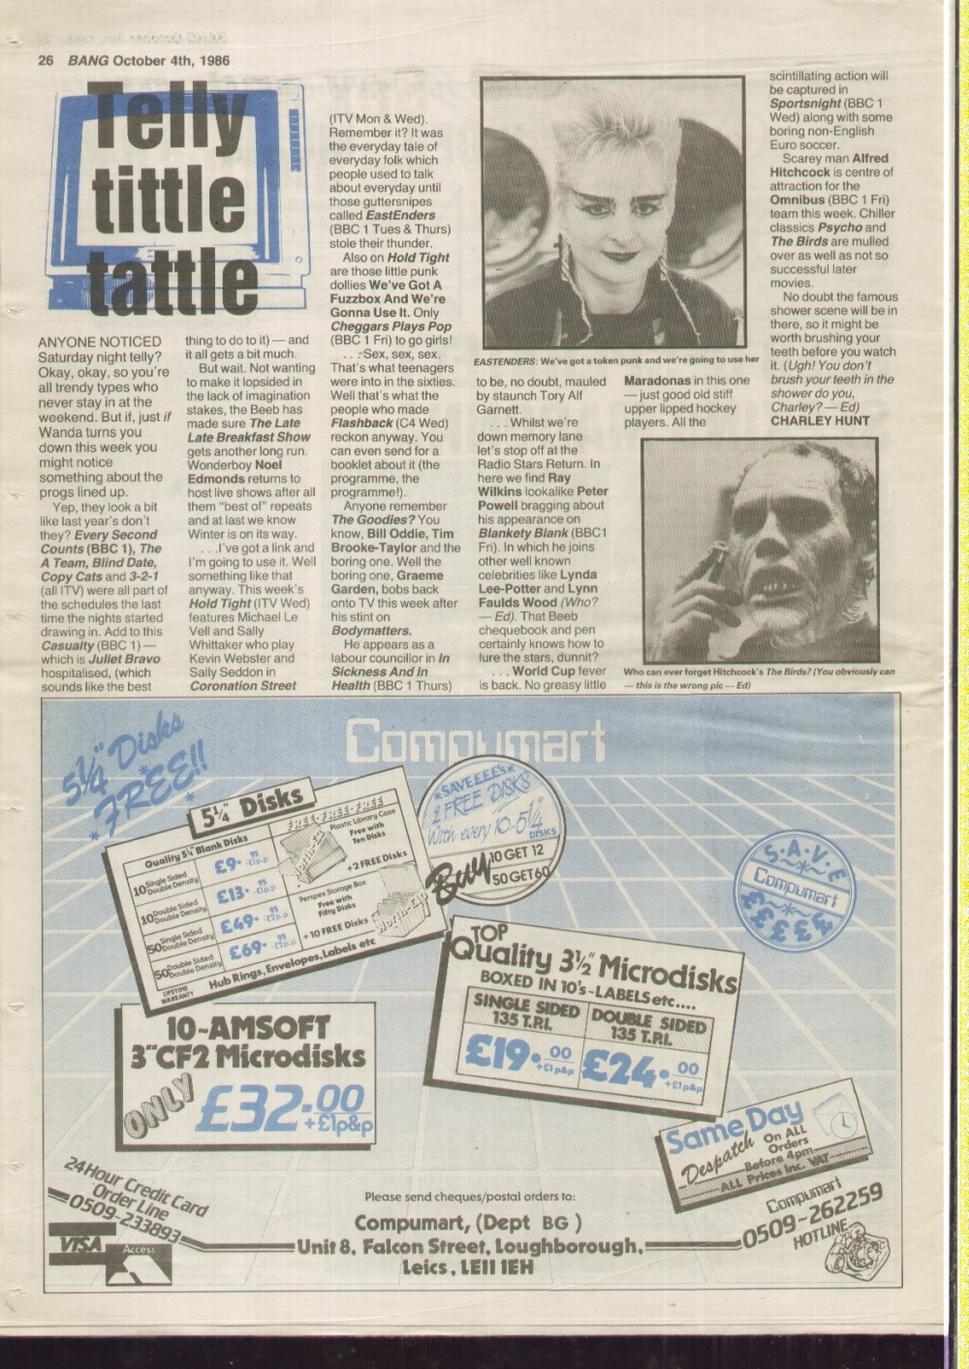 26 BANG October 4th, 1986
Telly
tittle
tattle
ANYONE NOTICED
Saturday night telly?
Okay, okay, so you're
all trendy types who
never stay in at the
weekend. But if, just if
Wanda turns you
down this week you
might notice
something about the
progs lined up.
Yep, they look a bit
like last year's don't
they? Every Second
Counts (BBC 1), The
A Team, Blind Date,
Copy Cats and 3-2-1
(all ITV) were all part of
the schedules the last
time the nights started
drawing in. Add to this
Casualty (BBC 1) —
which is Juliet Bravo
hospitalised, (which
sounds like the best
thing to do to it) — and
it all gets a bit much.
But wait. Not wanting
to make it lopsided in
the lack of imagination
stakes, the Beeb has
made sure The Late
Late Breakfast Show
gets another long run.
Wonderboy Noel
Edmonds returns to
host live shows after all
them "best of" repeats
and at last we know
Winter is on its way.
. . .I've got a link and
I'm going to use it. Well
something like that
anyway. This week's
Hold Tight (ITV Wed)
features Michael Le
Vell and Sally
Whittaker who play
Kevin Webster and
Sally Seddon in
Coronation Street
(ITV Mon & Wed).
Remember it? It was
the everyday tale of
everyday folk which
people used to talk
about everyday until
those guttersnipes
called EastEnders
(BBC 1 Tues & Thurs)
stole their thunder.
Also on Hold Tight
are those little punk
dollies We've Got A
Fuzzbox And We're
Gonna Use It. Only
Cheggars Plays Pop
(BBC 1 Fri) to go girls!
. . .Sex, sex, sex.
That's what teenagers
were into in the sixties.
Well that's what the
people who made
Flashback (C4 Wed)
reckon anyway. You
can even send for a
booklet about it (the
programme, the
programme!).
Anyone remember
The Goodies? You
know, Bill Oddie, Tim
Brooke-Taylor and the
boring one. Well the
boring one, Graeme
Garden, bobs back
onto TV this week after
his stint on
Bodymatters.
He appears as a
labour councillor in In
Sickness And In
Health (BBC 1 Thurs)
EASTENDERS: We've got a token punk and we're going to use her
to be, no doubt, mauled
by staunch Tory Alf
Garnett.
. . . Whilst we're
down memory lane
let's stop off at the
Radio Stars Return. In
here we find Ray
Wilkins lookalike Peter
Powell bragging about
his appearance on
Blankety Blank (BBC1
Fri). In which he joins
other well known
celebrities like Lynda
Lee-Potter and Lynn
Faulds Wood (Who?
— Ed). That Beeb
chequebook and pen
certainly knows how to
lure the stars, dunnit?
. . . World Cup fever
is back. No greasy little
Maradonas in this one
— just good old stiff
upper lipped hockey
players. All the
scintillating action will
be captured in
Sportsnight (BBC 1
Wed) along with some
boring non-English
Euro soccer.
Scarey man Alfred
Hitchcock is centre of
attraction for the
Omnibus (BBC 1 Fri)
team this week. Chiller
classics Psycho and
The Birds are mulled
over as well as not so
successful later
movies.
No doubt the famous
shower scene will be in
there, so it might be
worth brushing your
teeth before you watch
it. (Ugh! You don't
brush your teeth in the
shower do you,
Charley? — Ed)
CHARLEY HUNT
Who can ever forget Hitchcock's The Birds? (You obviously can
— this is the wrong pic — Ed)
Compumart
5¼" Disks
FREE!!
5¼" Disks
Quality 5¼" Blank Disks
FREE-FREE-FREE
10 Single Sided Double Density £9.95 +£1p.p
Plastic Library Case
Free with
Ten Disks
+2 FREE Disks
10 Double Sided Double Density £13.95 +£1p.p
50 Single Sided Double Density £49.95 +£2p.p
Perspex Storage Box
Free with
Fifty Disks
+10 FREE Disks
50 Double Sided Double Density £69.95 +£2p.p
LIFETIME
WARRANTY
Hub Rings, Envelopes, Labels etc
*SAVE£££'s*
2 FREE DISKS
With every 10-5¼"
DISKS
Buy 10 GET 12
50 GET 60
S·A·V·E
Compumart
£££££
TOP
Quality 3½" Microdisks
BOXED IN 10's-LABELS etc....
SINGLE SIDED
135 T.P.I.
DOUBLE SIDED
135 T.P.I.
£19.00
+£1p&p
£24.00
+£1p&p
10-AMSOFT
3"CF2 Microdisks
ONLY £32.00
+£1p&p
Same Day
Despatch On ALL
Orders
Before 4pm
ALL Prices Inc. VAT
24Hour Credit Card
Order Line
0509-233893
VISA
Access
Please send cheques/postal orders to:
Compumart, (Dept BG )
Unit 8, Falcon Street, Loughborough,
Leics, LE11 1EH
Compumart
0509-262259
HOTLINE